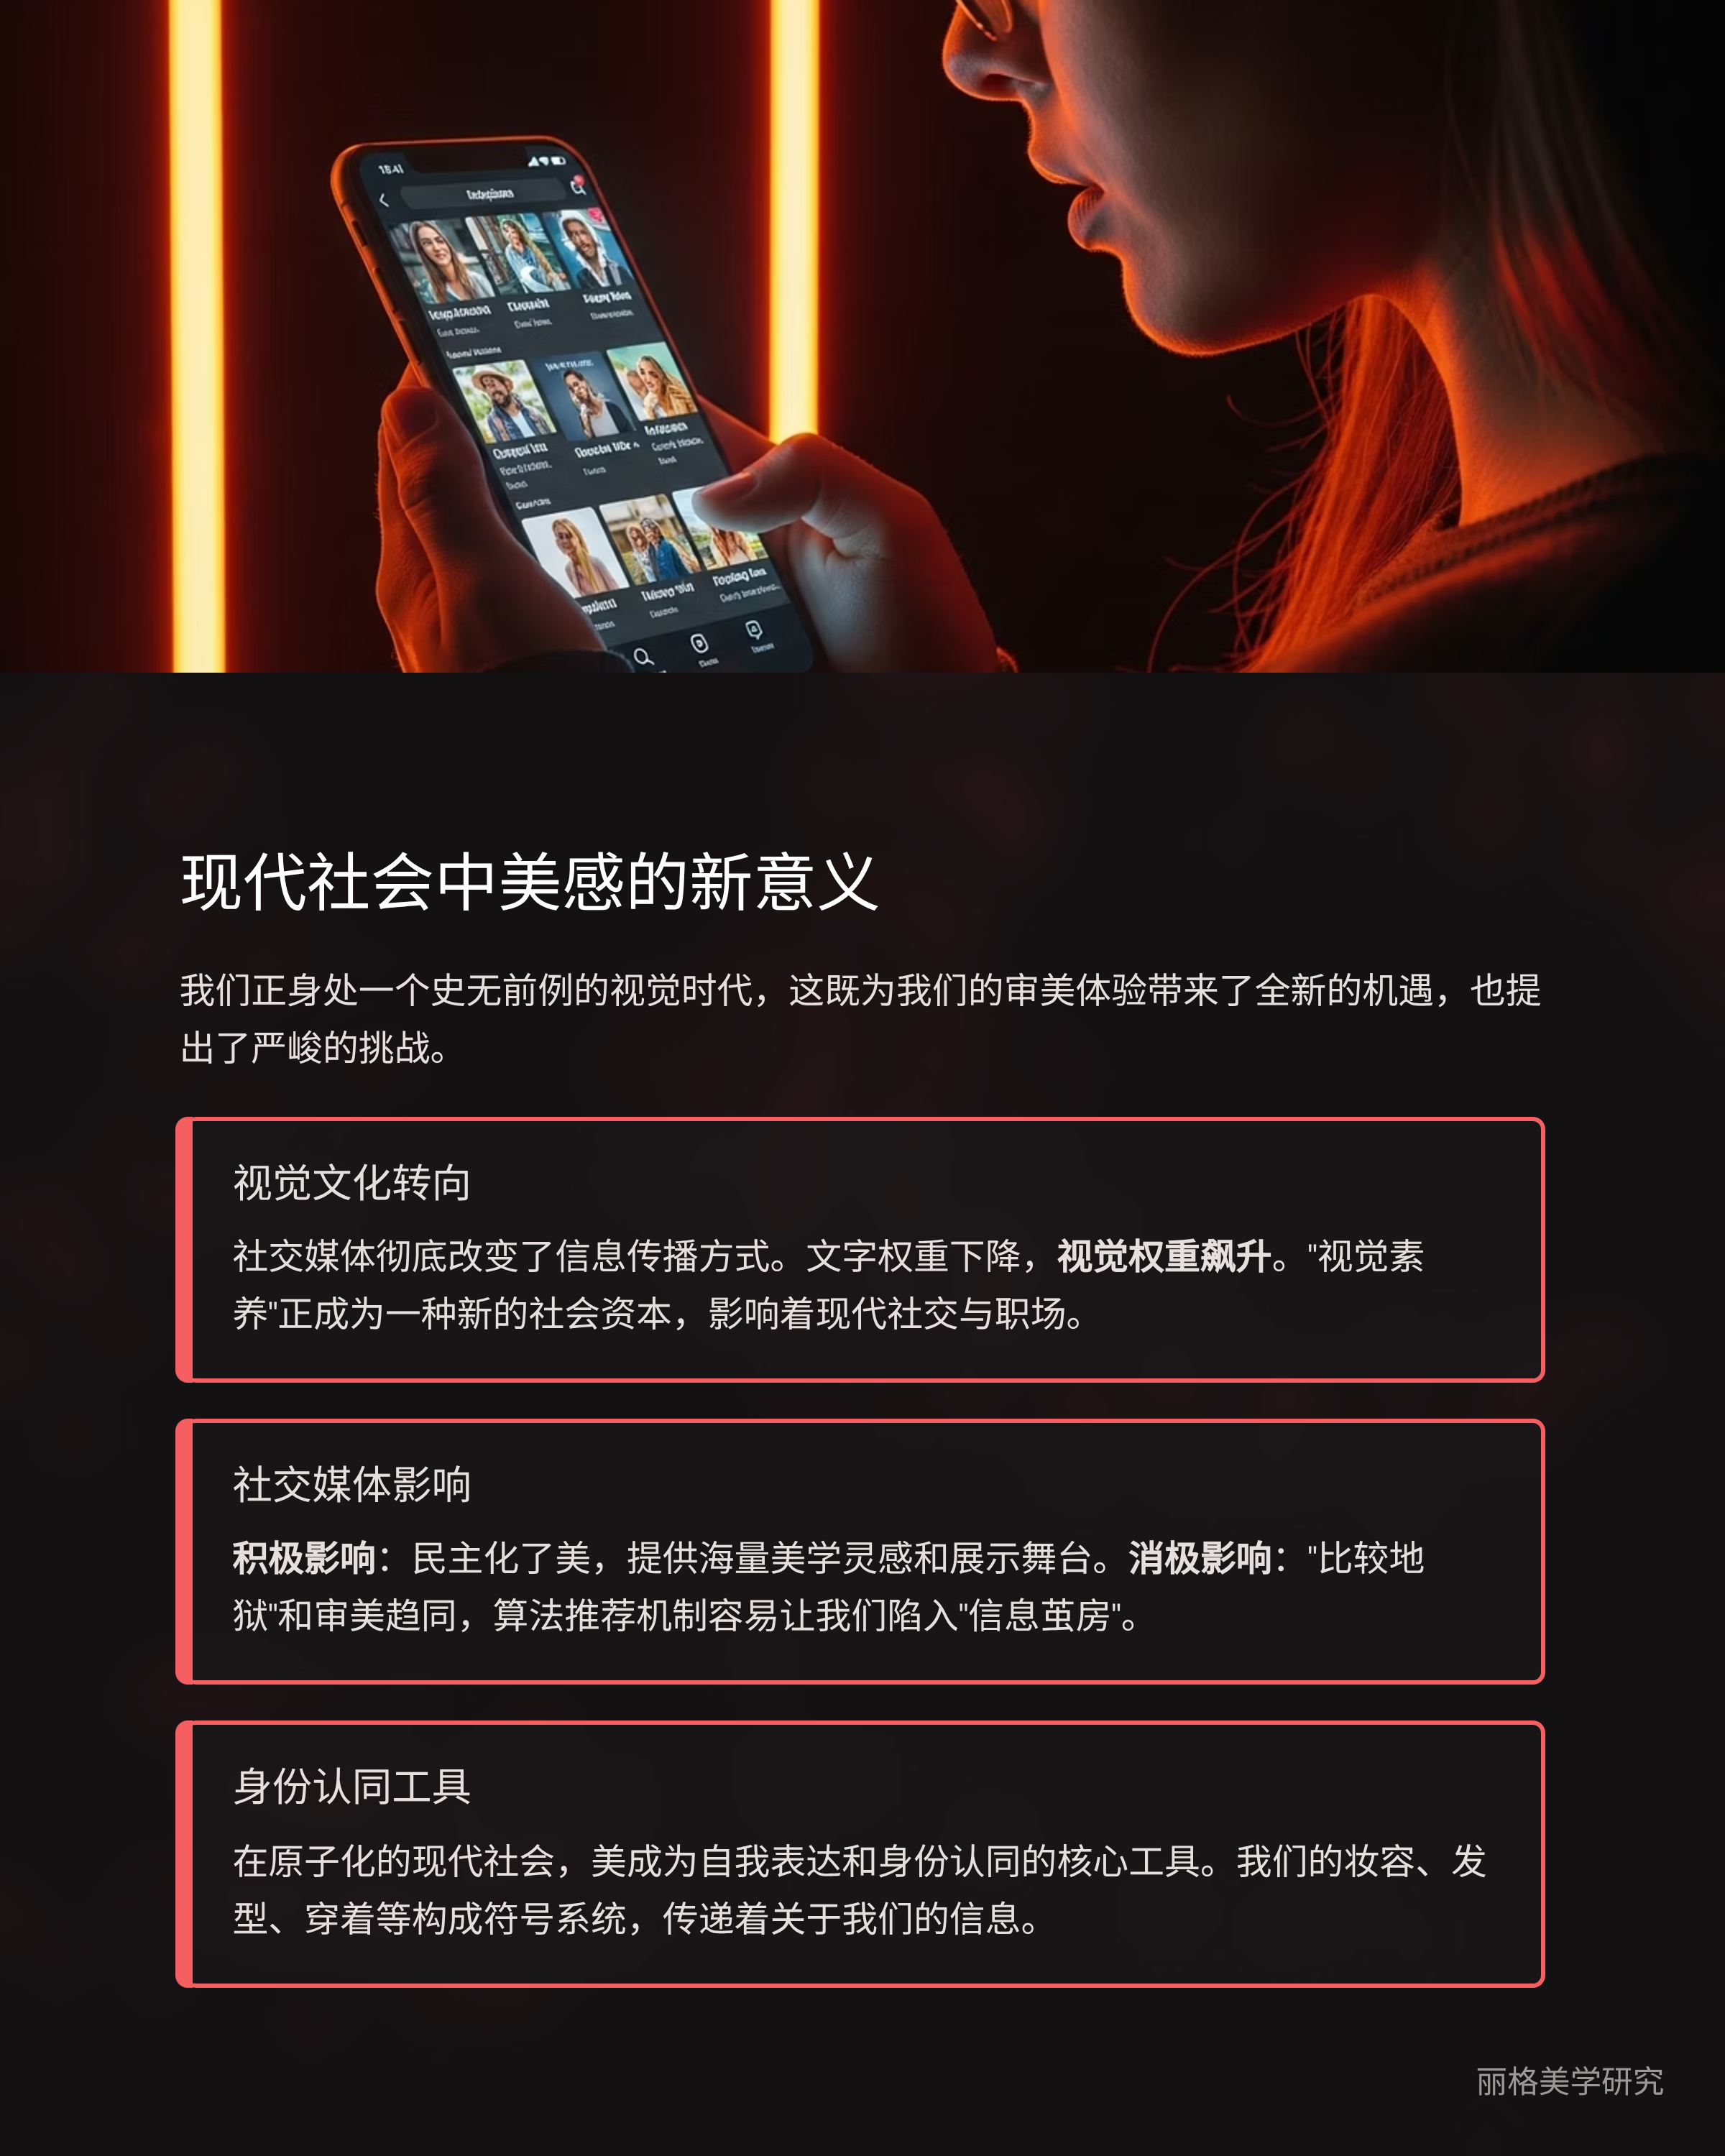 18:41
现代社会中美感的新意义
我们正身处一个史无前例的视觉时代，这既为我们的审美体验带来了全新的机遇，也提
出了严峻的挑战。
视觉文化转向
社交媒体彻底改变了信息传播方式。文字权重下降，视觉权重飙升。"视觉素
养"正成为一种新的社会资本，影响着现代社交与职场。
社交媒体影响
积极影响：民主化了美，提供海量美学灵感和展示舞台。消极影响："比较地
狱"和审美趋同，算法推荐机制容易让我们陷入"信息茧房"。
身份认同工具
在原子化的现代社会，美成为自我表达和身份认同的核心工具。我们的妆容、发
型、穿着等构成符号系统，传递着关于我们的信息。
丽格美学研究